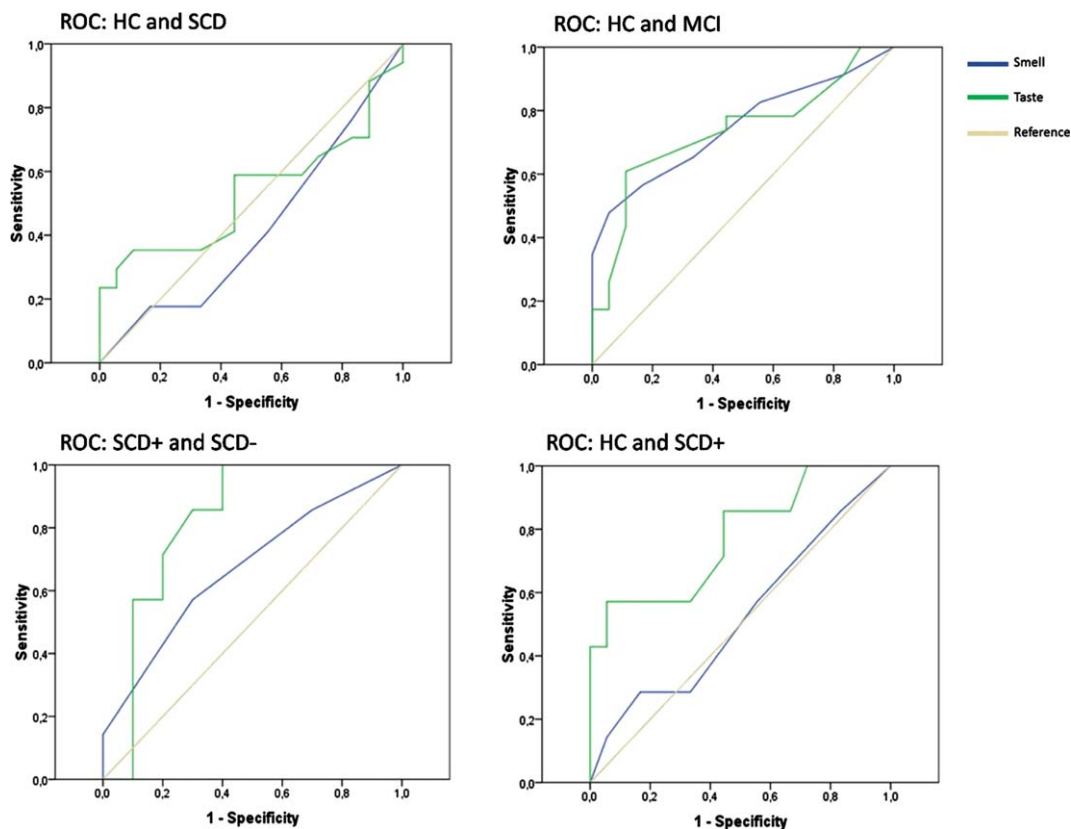 ROC: HC and SCD
1,0
0,8
0,6
0,4
0,2
0,0
Sensitivity
0,0 0,2 0,4 0,6 0,8 1,0
1 - Specificity
ROC: HC and MCI
1,0
0,8
0,6
0,4
0,2
0,0
Sensitivity
0,0 0,2 0,4 0,6 0,8 1,0
1 - Specificity
Smell
Taste
Reference
ROC: SCD+ and SCD-
1,0
0,8
0,6
0,4
0,2
0,0
Sensitivity
0,0 0,2 0,4 0,6 0,8 1,0
1 - Specificity
ROC: HC and SCD+
1,0
0,8
0,6
0,4
0,2
0,0
Sensitivity
0,0 0,2 0,4 0,6 0,8 1,0
1 - Specificity